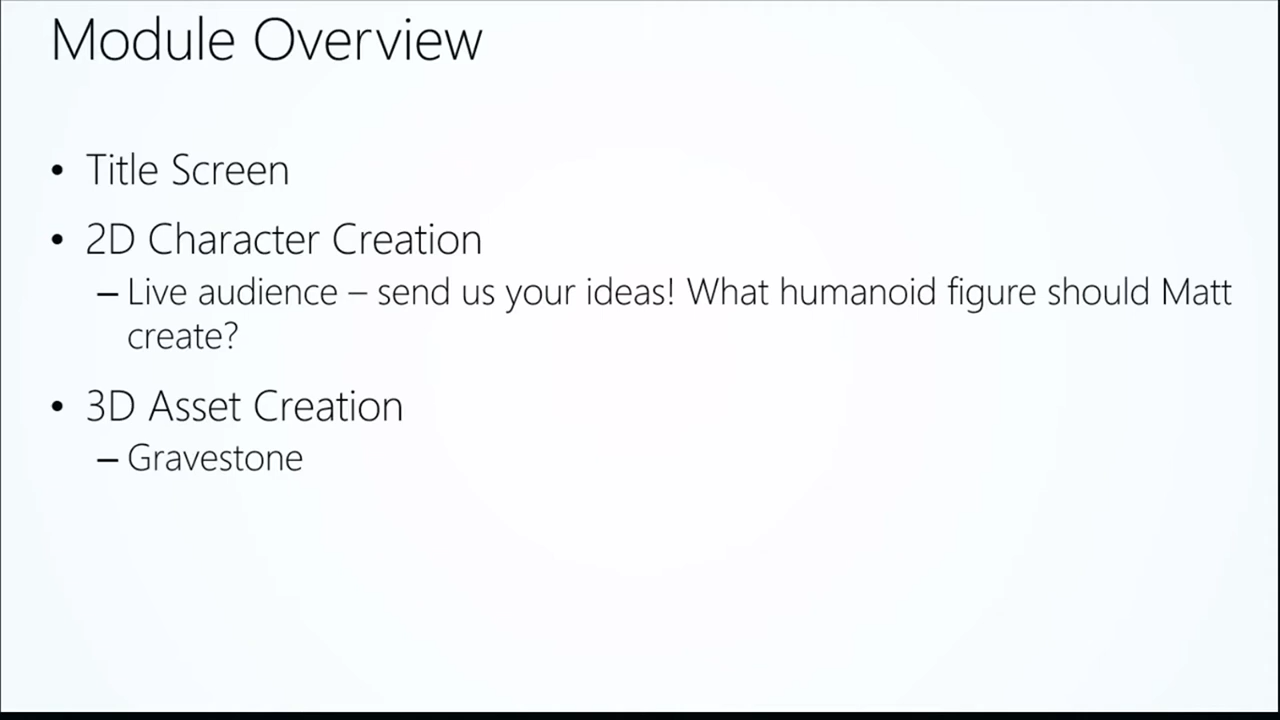 Module Overview
• Title Screen
• 2D Character Creation
– Live audience – send us your ideas! What humanoid figure should Matt
create?
• 3D Asset Creation
– Gravestone